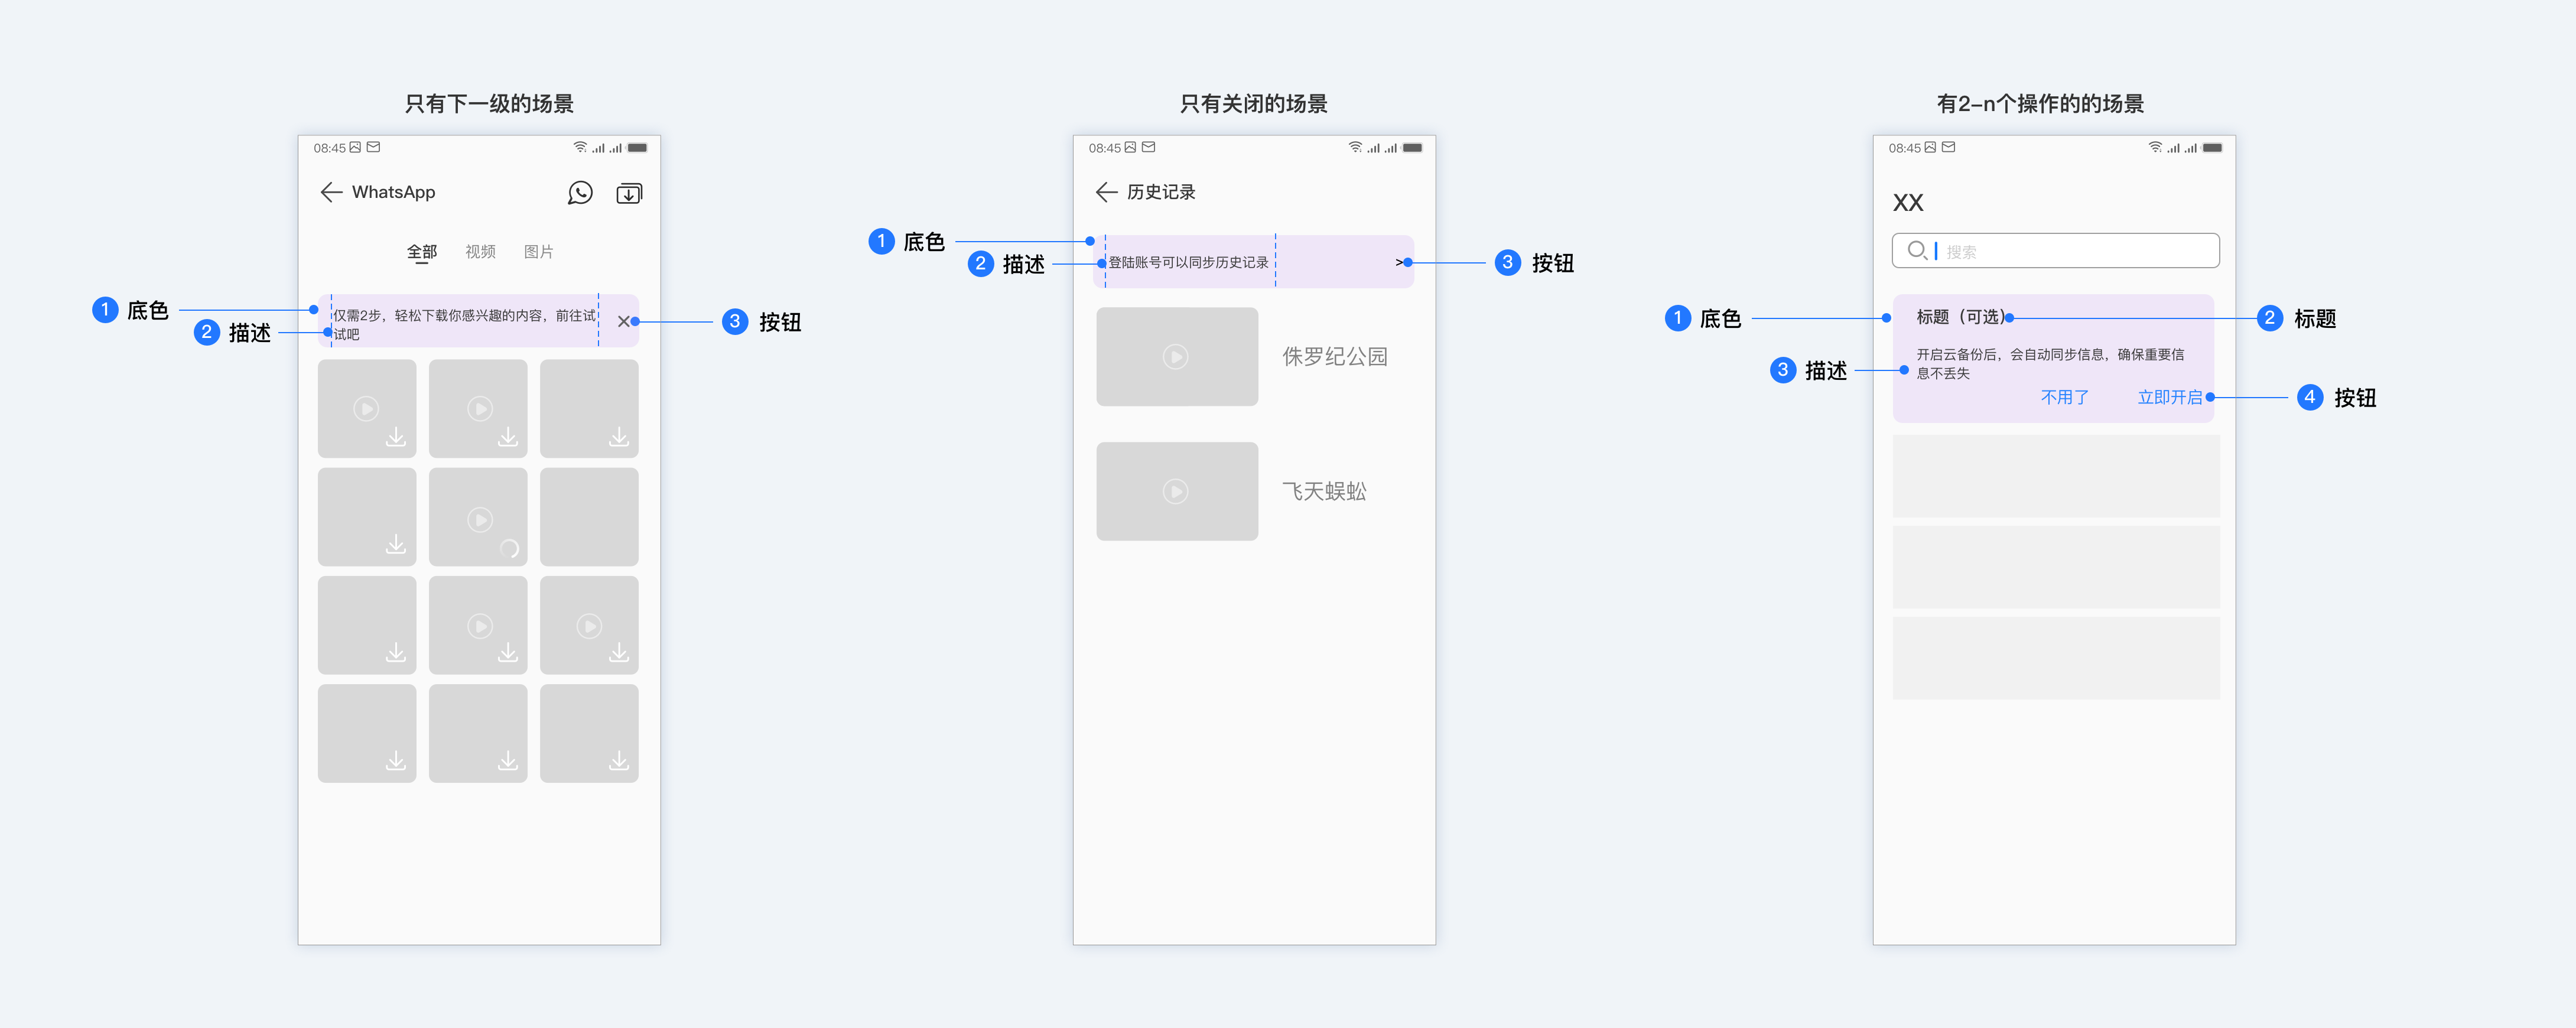 只有下一级的场景
08:45
WhatsApp
全部 视频 图片
1 底色
2 描述
仅需2步，轻松下载你感兴趣的内容，前往试
试吧
3 按钮
只有关闭的场景
08:45
历史记录
1 底色
2 描述
登陆账号可以同步历史记录
>
3 按钮
侏罗纪公园
飞天蜈蚣
有2-n个操作的的场景
08:45
XX
搜索
1 底色
标题（可选）
2 标题
3 描述
开启云备份后，会自动同步信息，确保重要信
息不丢失
不用了 立即开启
4 按钮